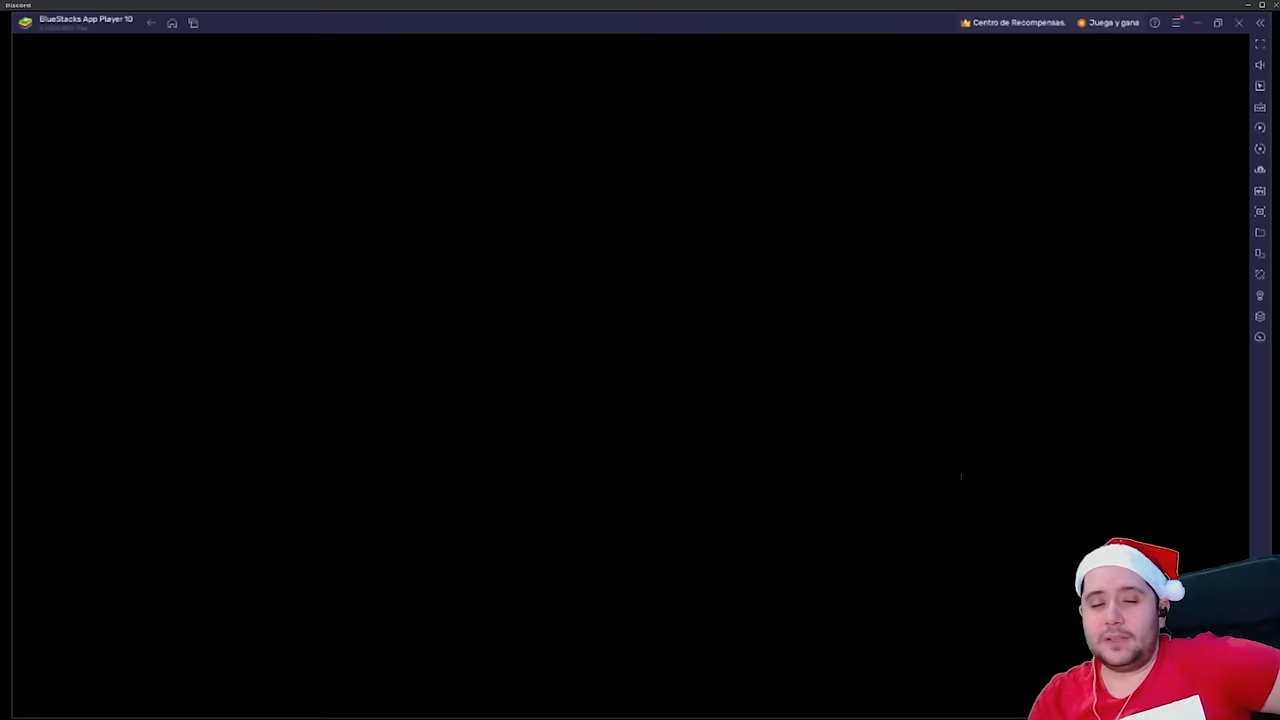 Discord
BlueStacks App Player 10
Centro de Recompensas.
Juega y gana